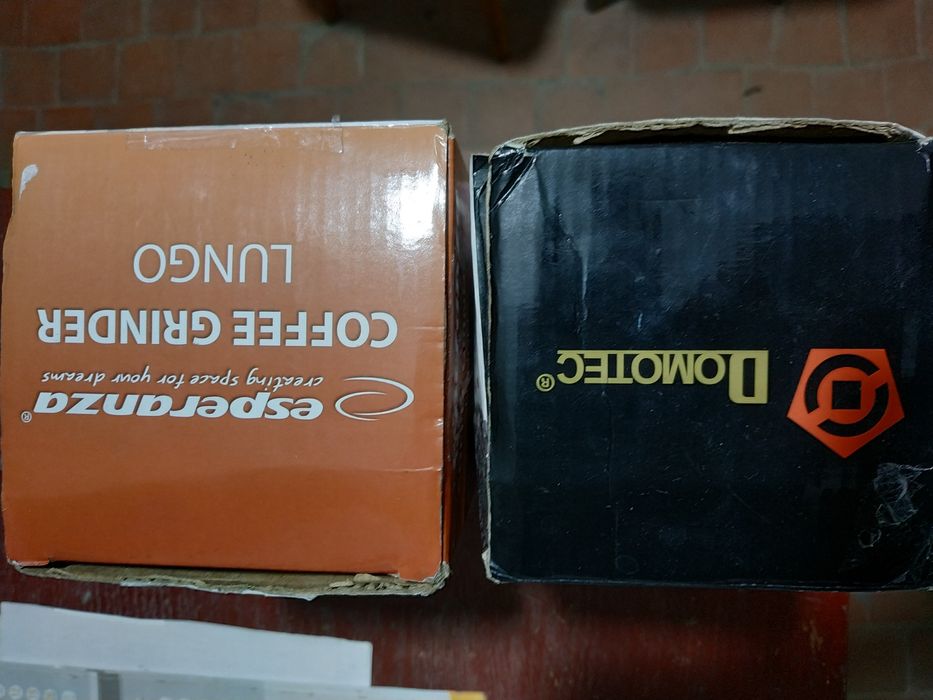 esperanza®
creating space for your dreams
COFFEE GRINDER
LUNGO
DOMOTEC®